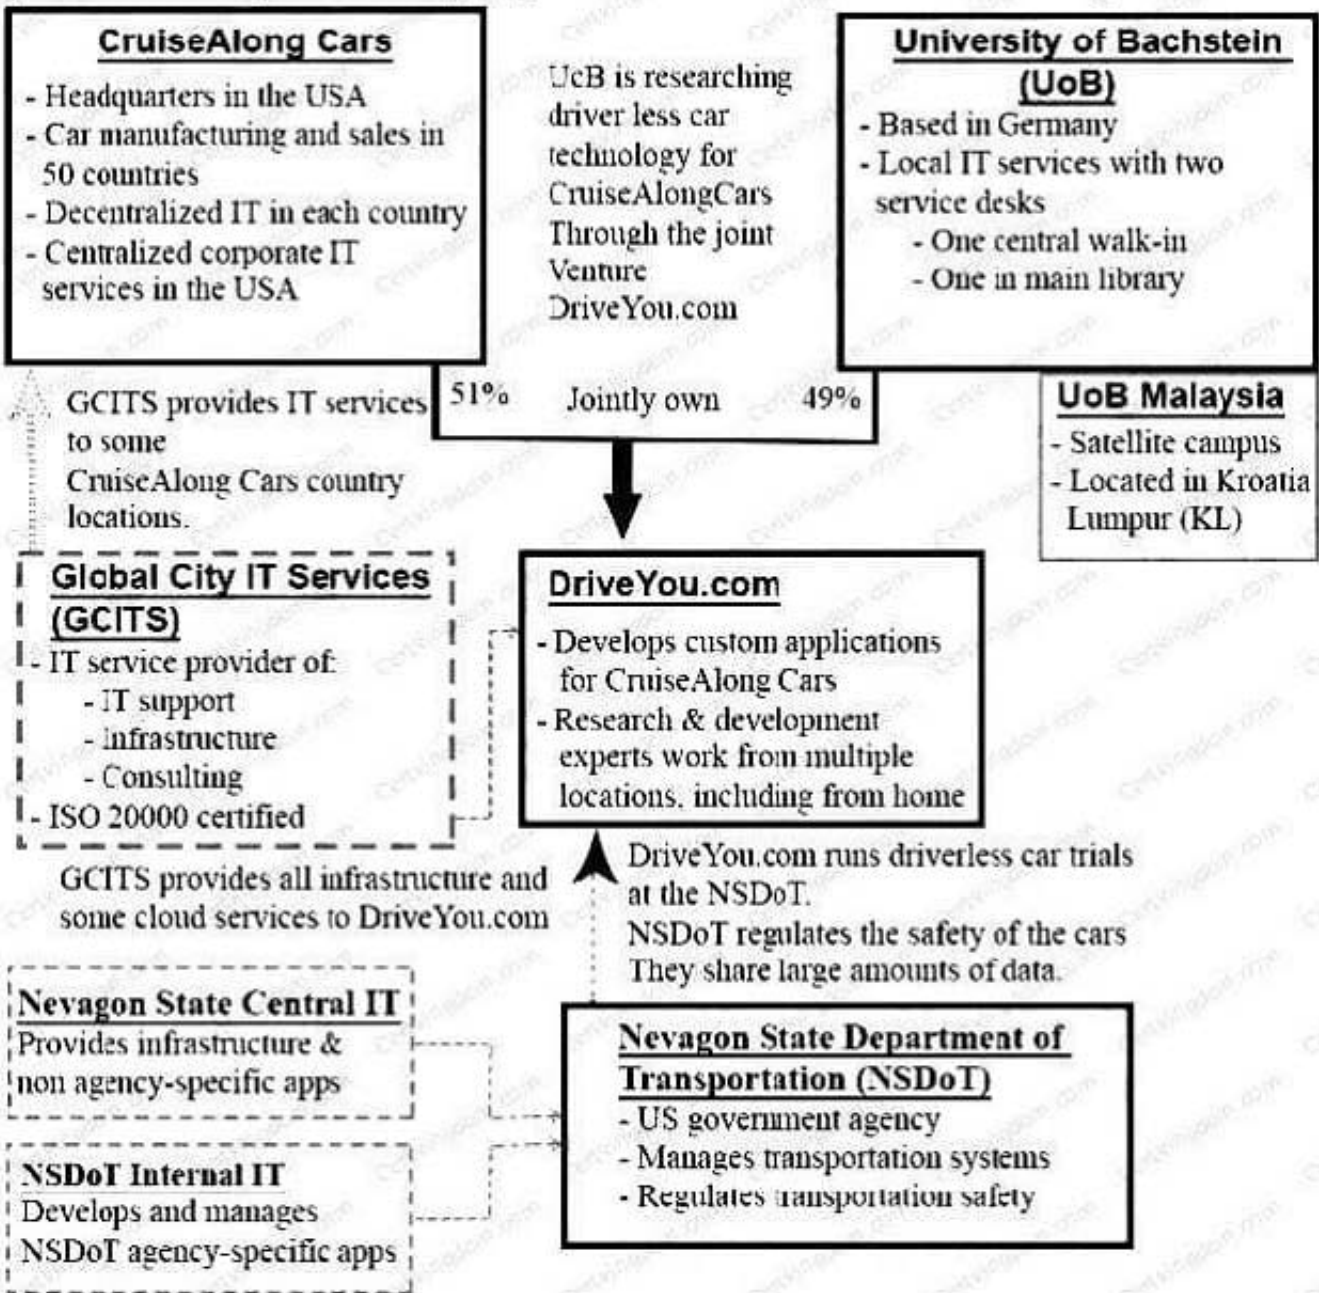 CruiseAlong Cars
- Headquarters in the USA
- Car manufacturing and sales in
50 countries
- Decentralized IT in each country
- Centralized corporate IT
services in the USA
UcB is researching
driver less car
technology for
CruiseAlongCars
Through the joint
Venture
DriveYou.com
University of Bachstein
(UoB)
- Based in Germany
- Local IT services with two
service desks
- One central walk-in
- One in main library
51% Jointly own 49%
UoB Malaysia
- Satellite campus
- Located in Kroatia
Lumpur (KL)
GCITS provides IT services
to some
CruiseAlong Cars country
locations.
Global City IT Services
(GCITS)
- IT service provider of:
- IT support
- Infrastructure
- Consulting
- ISO 20000 certified
DriveYou.com
- Develops custom applications
for CruiseAlong Cars
- Research & development
experts work from multiple
locations, including from home
GCITS provides all infrastructure and
some cloud services to DriveYou.com
DriveYou.com runs driverless car trials
at the NSDoT.
NSDoT regulates the safety of the cars
They share large amounts of data.
Nevagon State Central IT
Provides infrastructure &
non agency-specific apps
NSDoT Internal IT
Develops and manages
NSDoT agency-specific apps
Nevagon State Department of
Transportation (NSDoT)
- US government agency
- Manages transportation systems
- Regulates transportation safety